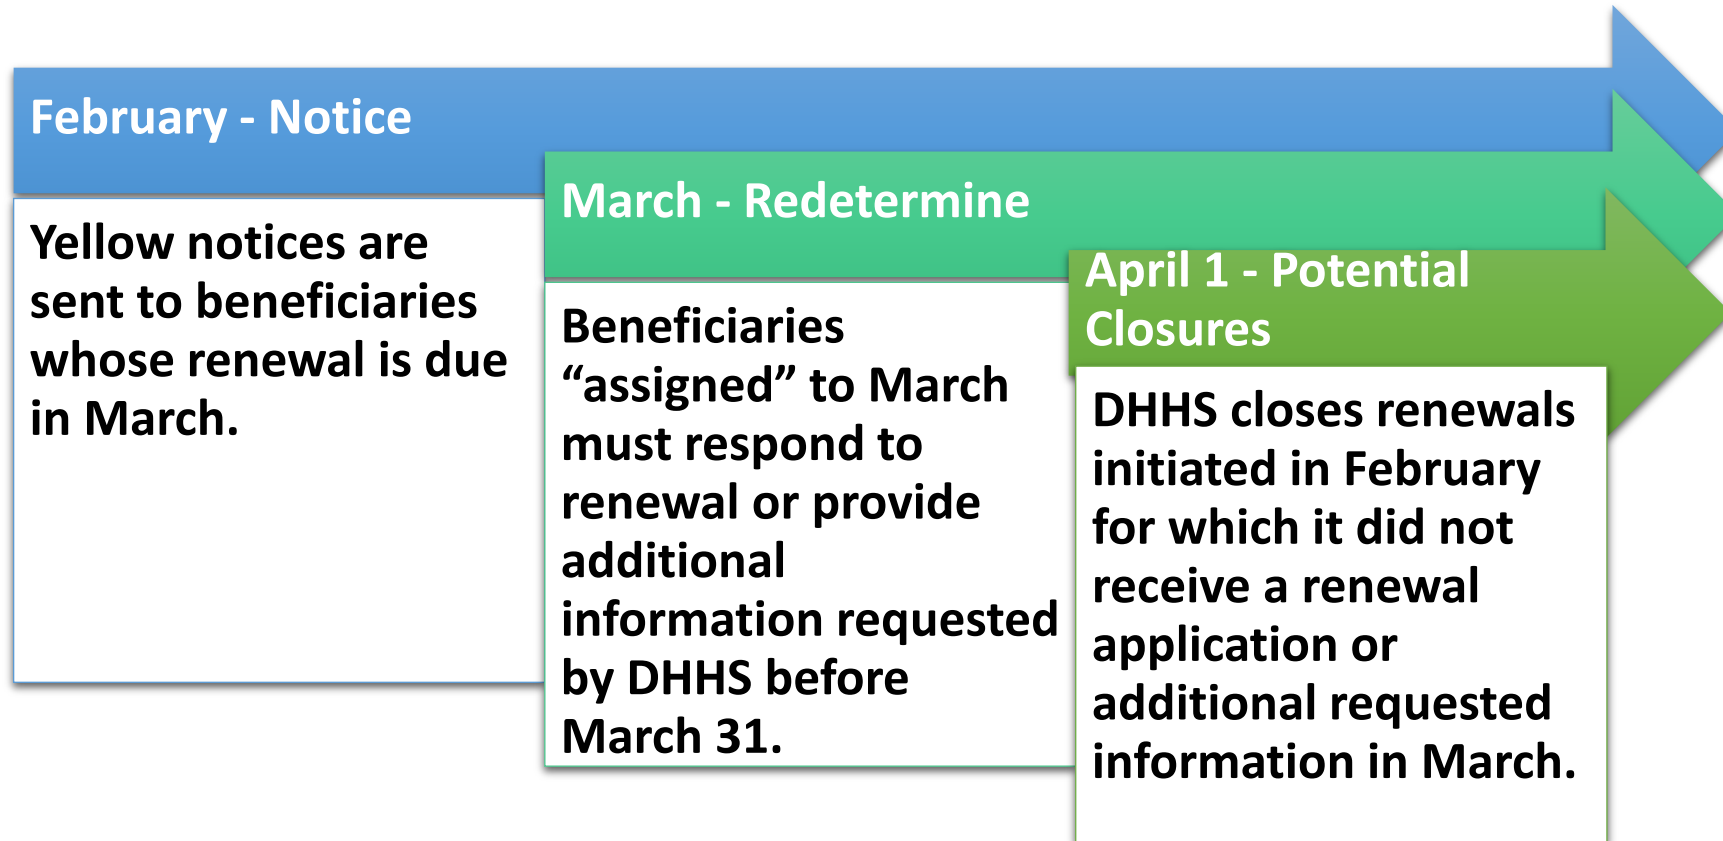 February - Notice
Yellow notices are
sent to beneficiaries
whose renewal is due
in March.
March - Redetermine
Beneficiaries
“assigned” to March
must respond to
renewal or provide
additional
information requested
by DHHS before
March 31.
April 1 - Potential
Closures
DHHS closes renewals
initiated in February
for which it did not
receive a renewal
application or
additional requested
information in March.